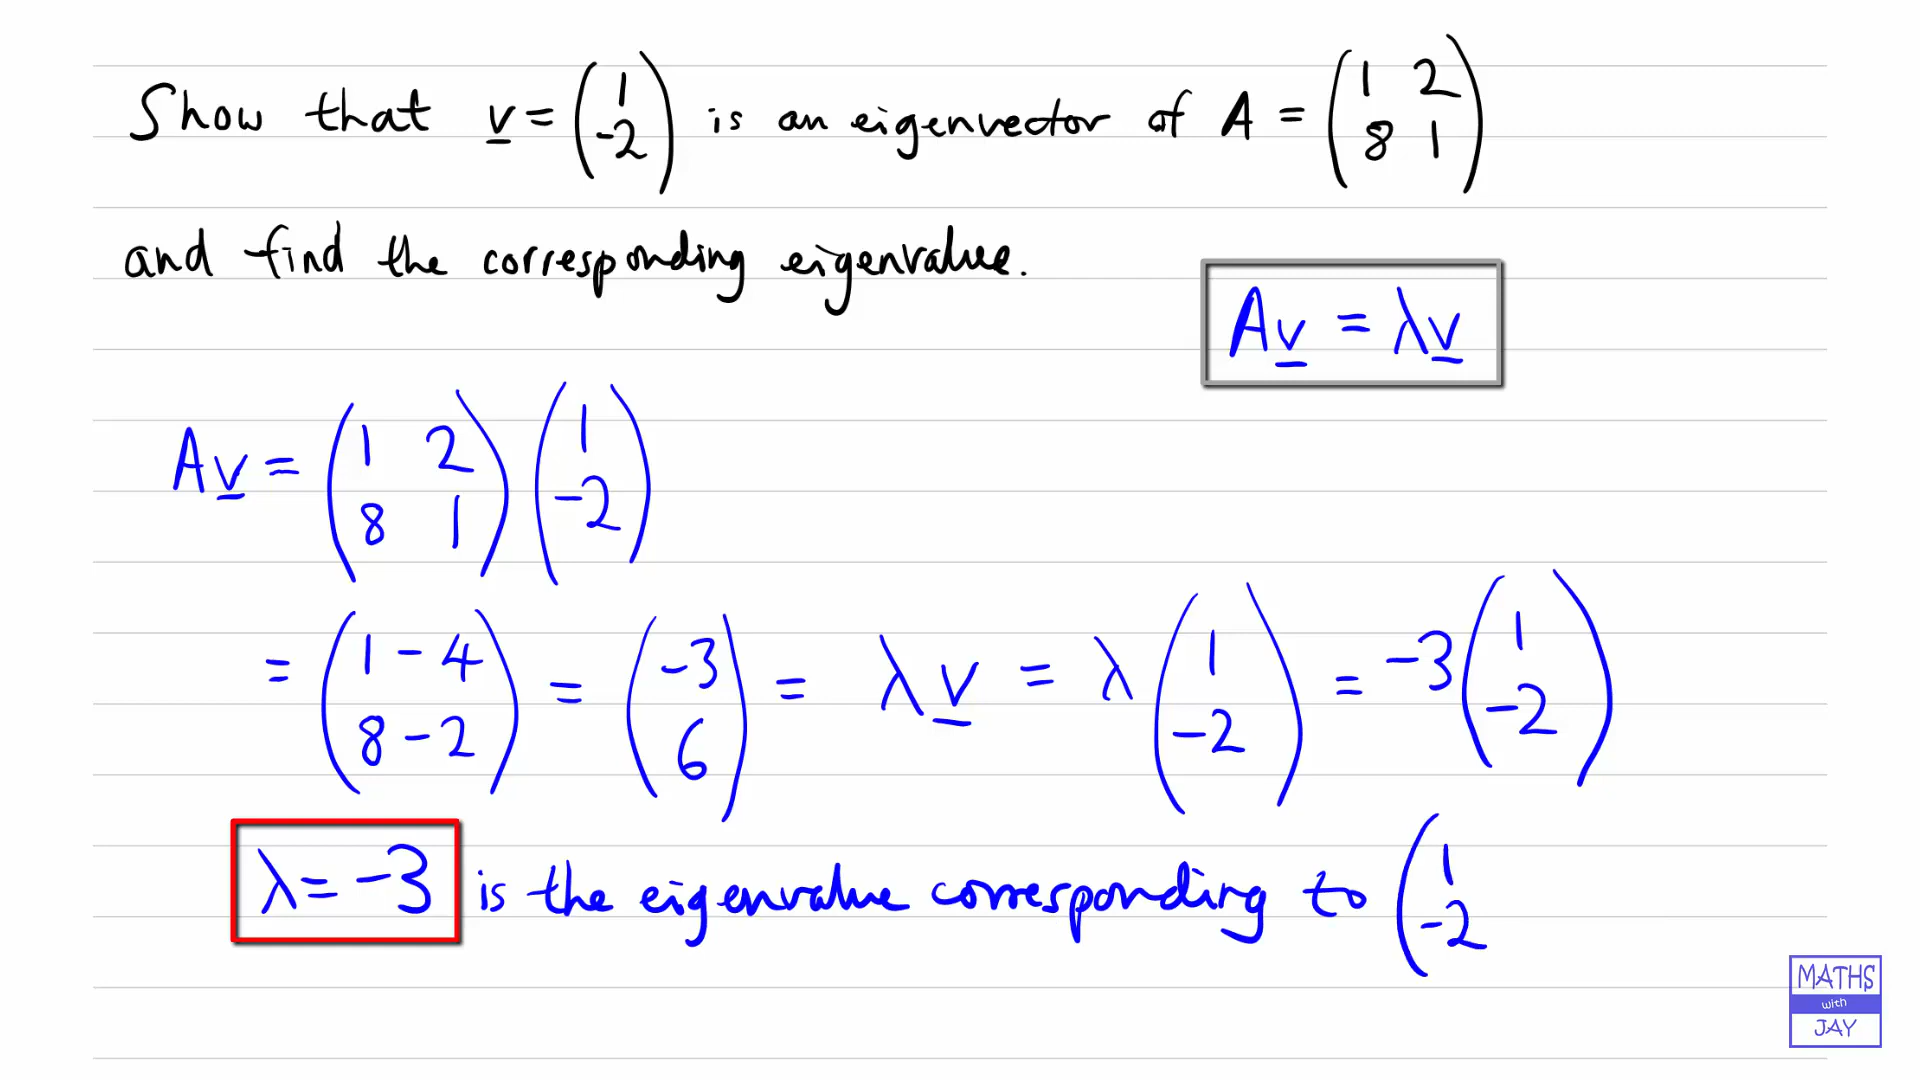 Show that v = (1 -2) is an eigenvector of A = (1 2 8 1)
and find the corresponding eigenvalue.
Av = λv
Av = (1 2 8 1)(1 -2)
= (1 - 4 8 - 2) = (-3 6) = λv = λ(1 -2) = -3(1 -2)
λ = -3 is the eigenvalue corresponding to (1 -2
MATHS
with
JAY